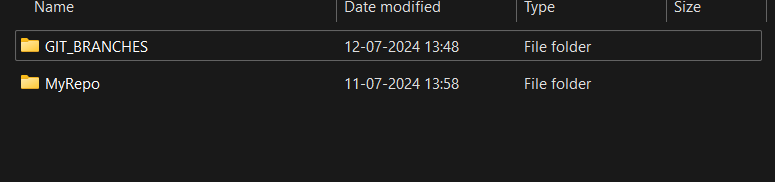 Name Date modified Type Size
GIT_BRANCHES 12-07-2024 13:48 File folder
MyRepo 11-07-2024 13:58 File folder